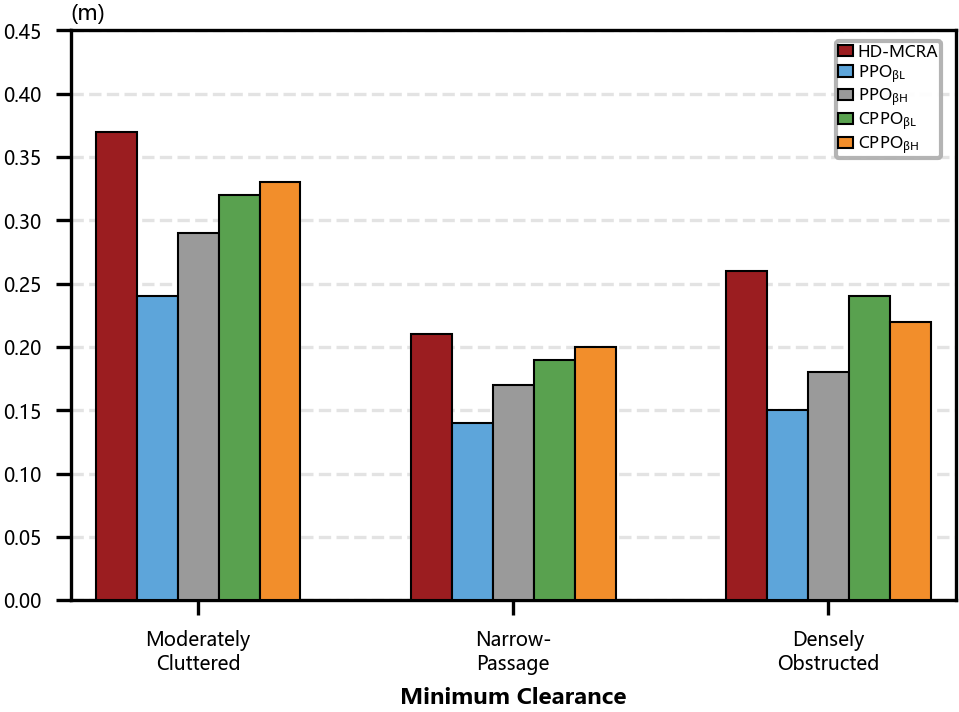 (m)
0.45
0.40
0.35
0.30
0.25
0.20
0.15
0.10
0.05
0.00
HD-MCRA
PPOβL
PPOβH
CPPOβL
CPPOβH
Moderately
Cluttered
Narrow-
Passage
Densely
Obstructed
Minimum Clearance